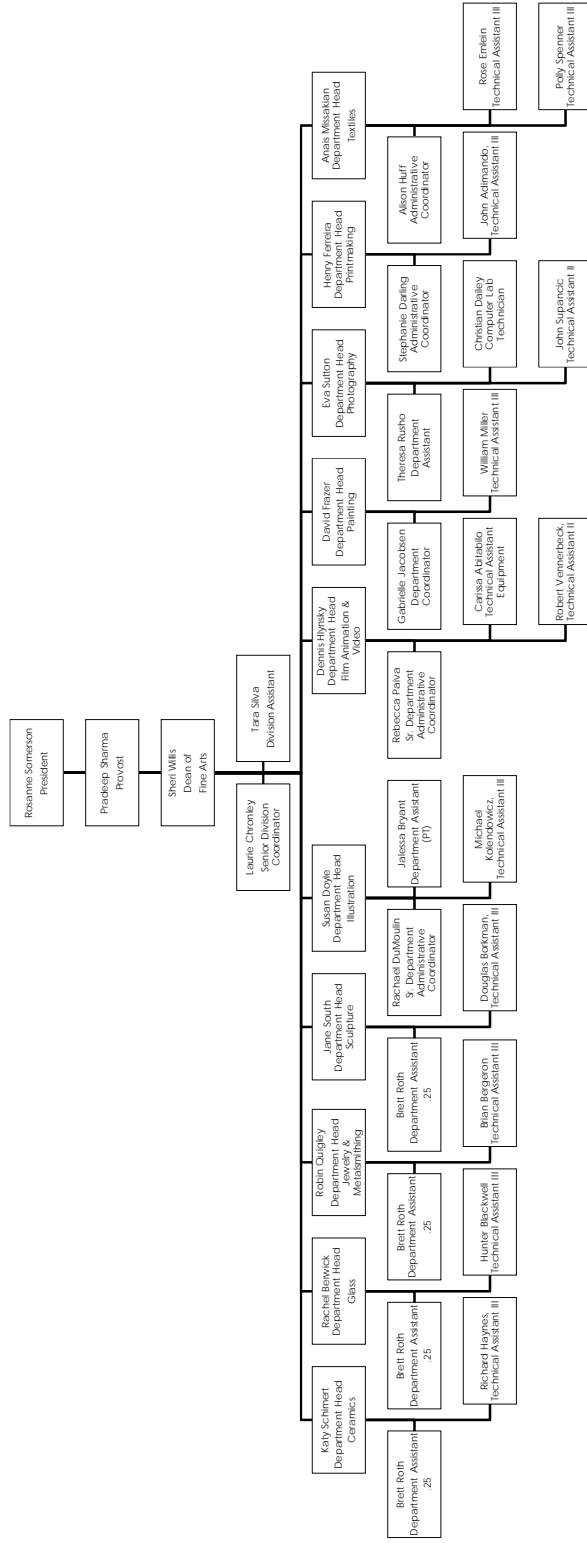 Rosanne Somerson
President
Pradeep Sharma
Provost
Sheri Willis
Dean of
Fine Arts
Laurie Chronley
Senior Division
Coordinator
Tara Silva
Division Assistant
Katy Schimert
Department Head
Ceramics
Brett Roth
Department Assistant
.25
Richard Haynes,
Technical Assistant III
Rachel Berwick
Department Head
Glass
Brett Roth
Department Assistant
.25
Hunter Blackwell
Technical Assistant III
Robin Quigley
Department Head
Jewelry &
Metalsmithing
Brett Roth
Department Assistant
.25
Brian Bergeron
Technical Assistant III
Jane South
Department Head
Sculpture
Brett Roth
Department Assistant
.25
Douglas Borkman,
Technical Assistant III
Susan Doyle
Department Head
Illustration
Rachael DuMoulin
Sr. Department
Administrative
Coordinator
Jalessa Bryant
Department Assistant
(PT)
Michael
Kolendowicz,
Technical Assistant III
Dennis Hlynsky
Department Head
Film Animation &
Video
Rebecca Paiva
Sr. Department
Administrative
Coordinator
Carissa Abitabilo
Technical Assistant
Equipment
Robert Vennerbeck,
Technical Assistant II
David Frazer
Department Head
Painting
Gabrielle Jacobsen
Department
Coordinator
William Miller
Technical Assistant III
Eva Sutton
Department Head
Photography
Theresa Rusho
Department
Assistant
Christian Dailey
Computer Lab
Technician
John Supancic
Technical Assistant II
Henry Ferreira
Department Head
Printmaking
Stephanie Darling
Administrative
Coordinator
John Adimando,
Technical Assistant III
Anais Missakian
Department Head
Textiles
Alison Huff
Administrative
Coordinator
Rose Emlein
Technical Assistant III
Polly Spenner
Technical Assistant III